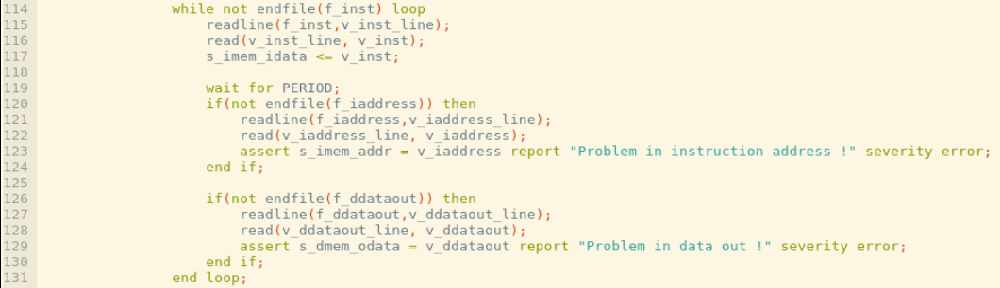 114 while not endfile(f_inst) loop
115 readline(f_inst,v_inst_line);
116 read(v_inst_line, v_inst);
117 s_imem_idata <= v_inst;
118
119 wait for PERIOD;
120 if(not endfile(f_iaddress)) then
121 readline(f_iaddress,v_iaddress_line);
122 read(v_iaddress_line, v_iaddress);
123 assert s_imem_addr = v_iaddress report "Problem in instruction address !" severity error;
124 end if;
125
126 if(not endfile(f_ddataout)) then
127 readline(f_ddataout,v_ddataout_line);
128 read(v_ddataout_line, v_ddataout);
129 assert s_dmem_odata = v_ddataout report "Problem in data out !" severity error;
130 end if;
131 end loop;